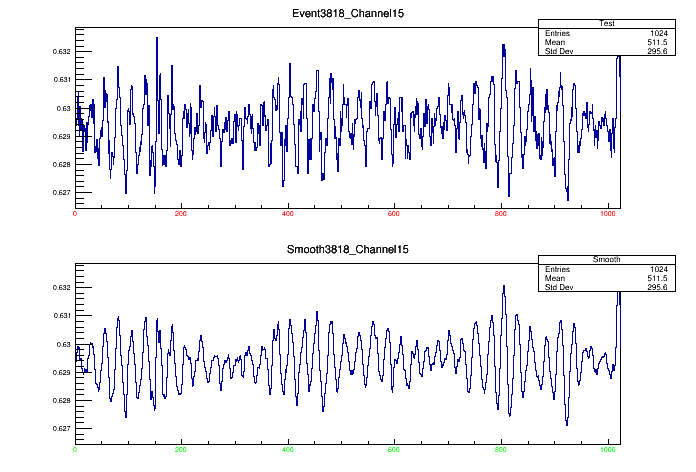 Event3818_Channel15
Test
Entries 1024
Mean 511.5
Std Dev 295.6
0.632
0.631
0.63
0.629
0.628
0.627
0 200 400 600 800 1000
Smooth3818_Channel15
Smooth
Entries 1024
Mean 511.5
Std Dev 295.6
0.632
0.631
0.63
0.629
0.628
0.627
0 200 400 600 800 1000